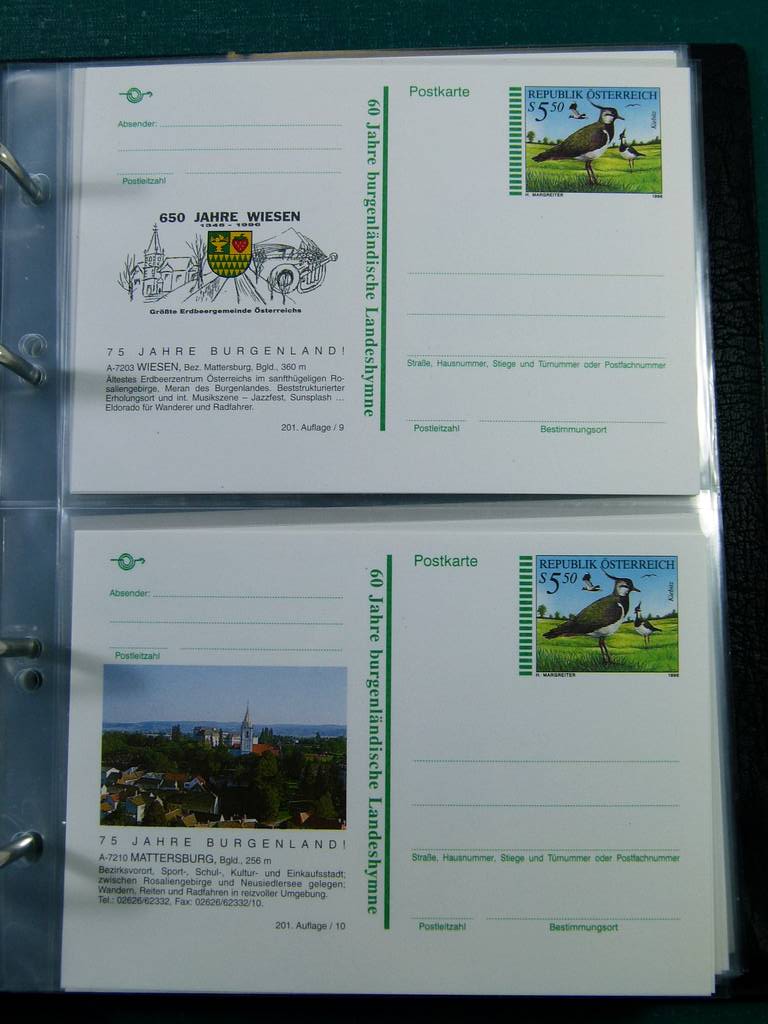 Postkarte
REPUBLIK ÖSTERREICH
S 5 50
Kiebitz
H. MARGREITER 1996
Absender:
Postleitzahl
650 JAHRE WIESEN
1346 - 1996
Größte Erdbeergemeinde Österreichs
75 JAHRE BURGENLAND!
A-7203 WIESEN, Bez. Mattersburg, Bgld., 360 m
Ältestes Erdbeerzentrum Österreichs im sanfthügeligen Ro-
saliengebirge, Meran des Burgenlandes. Beststrukturierter
Erholungsort und int. Musikszene – Jazzfest, Sunsplash ...
Eldorado für Wanderer und Radfahrer.
201. Auflage / 9
60 Jahre burgenländische Landeshymne
Straße, Hausnummer, Stiege und Türnummer oder Postfachnummer
Postleitzahl Bestimmungsort
Postkarte
REPUBLIK ÖSTERREICH
S 5 50
Kiebitz
H. MARGREITER 1996
Absender:
Postleitzahl
75 JAHRE BURGENLAND!
A-7210 MATTERSBURG, Bgld., 256 m
Bezirksvorort, Sport-, Schul-, Kultur- und Einkaufsstadt;
zwischen Rosaliengebirge und Neusiedlersee gelegen;
Wandern, Reiten und Radfahren in reizvoller Umgebung.
Tel.: 02626/62332, Fax: 02626/62332/10.
201. Auflage / 10
60 Jahre burgenländische Landeshymne
Straße, Hausnummer, Stiege und Türnummer oder Postfachnummer
Postleitzahl Bestimmungsort